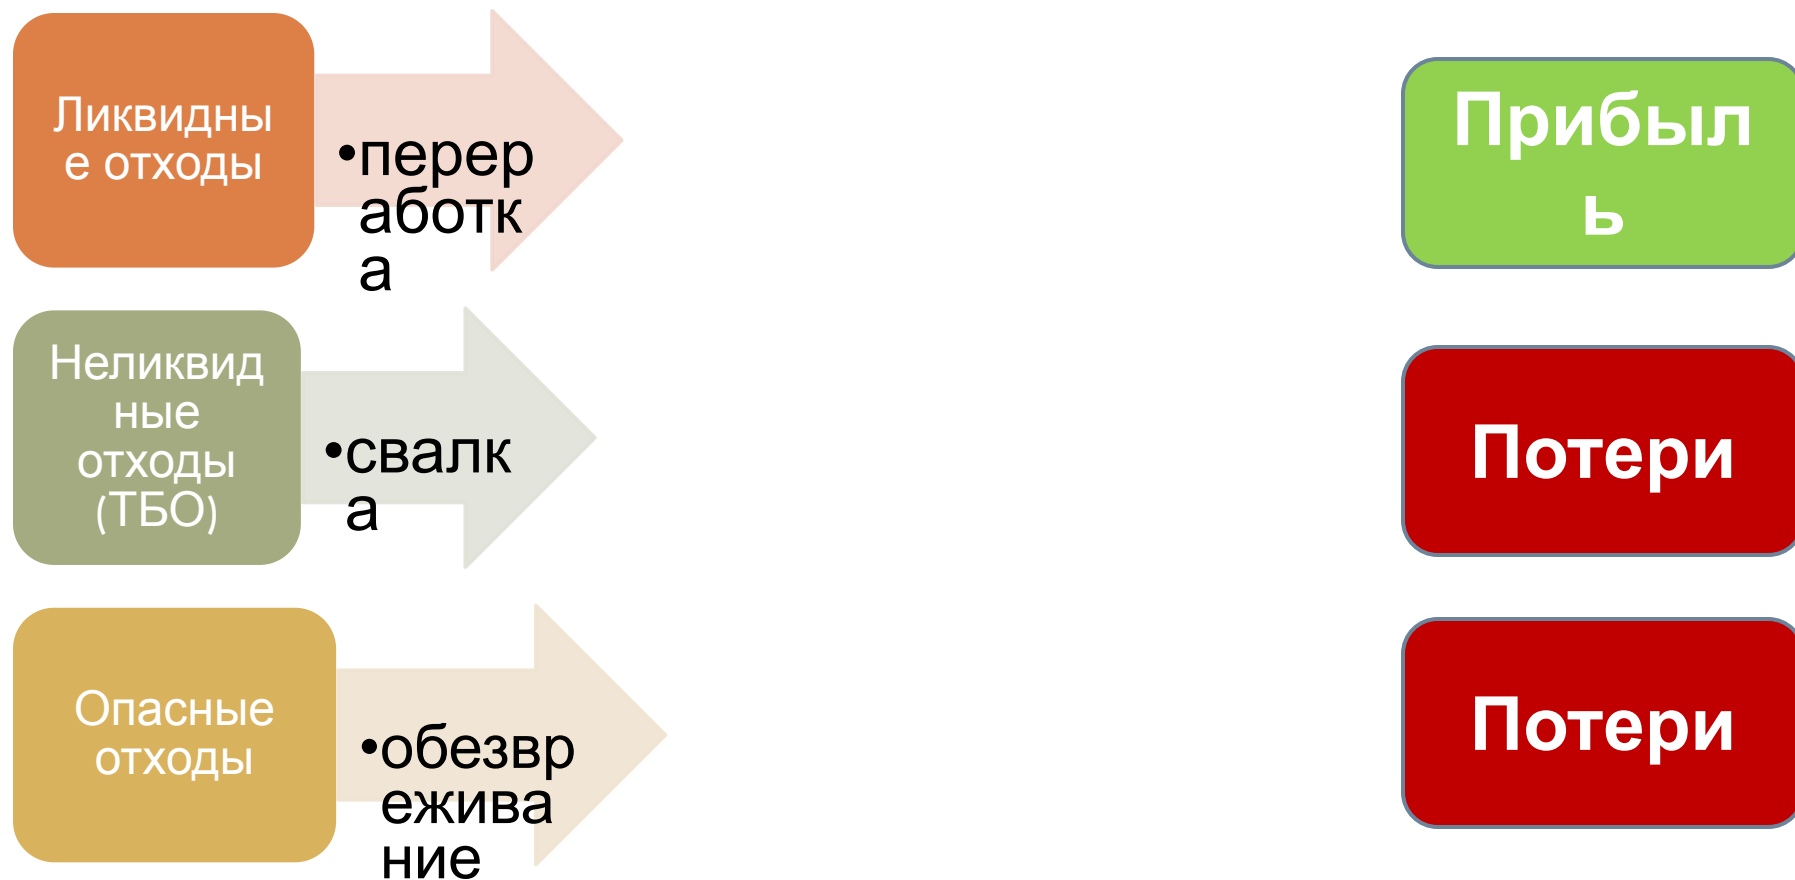 Ликвидны
е отходы
•перер
аботк
а
Прибыл
ь
Неликвид
ные
отходы
(ТБО)
•свалк
а
Потери
Опасные
отходы
•обезвр
ежива
ние
Потери